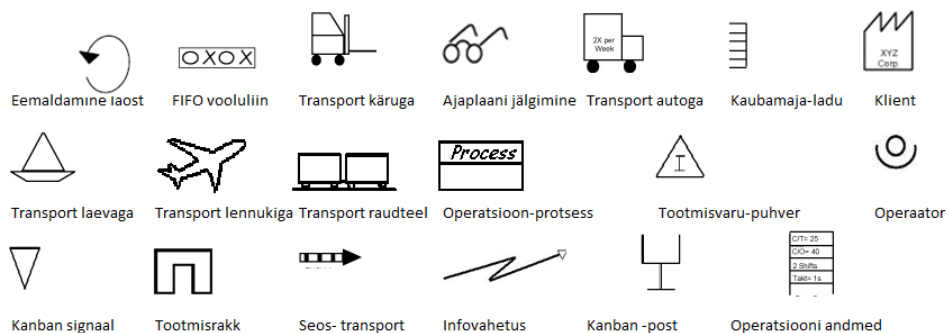 OXOX
2X per
Week
XYZ
Corp.
Eemaldamine laost FIFO vooluliin Transport käruga Ajaplaani jälgimine Transport autoga Kaubamaja-ladu Klient
Process
I
Transport laevaga Transport lennukiga Transport raudteel Operatsioon-protsess Tootmisvaru-puhver Operaator
C/T= 25
C/O= 40
2 Shifts
Takt= 1s
Kanban signaal Tootmisrakk Seos- transport Infovahetus Kanban -post Operatsiooni andmed